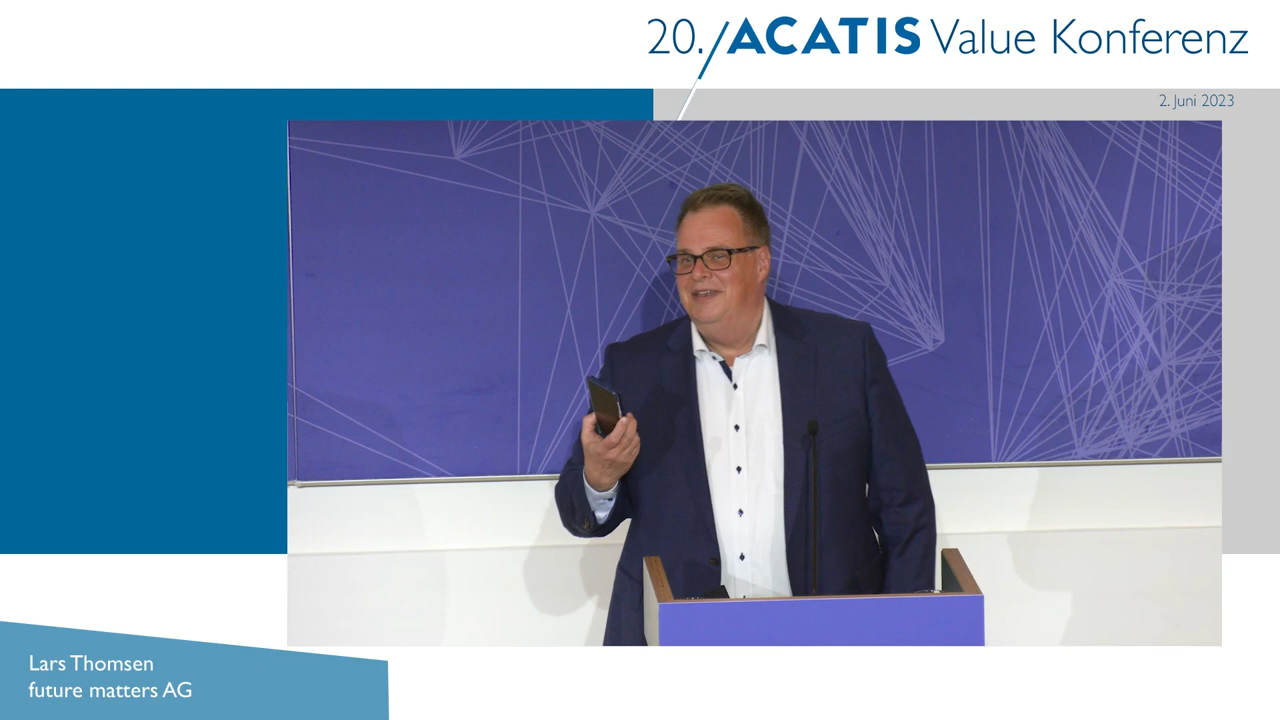 20. ACATIS Value Konferenz
2. Juni 2023
Lars Thomsen
future matters AG